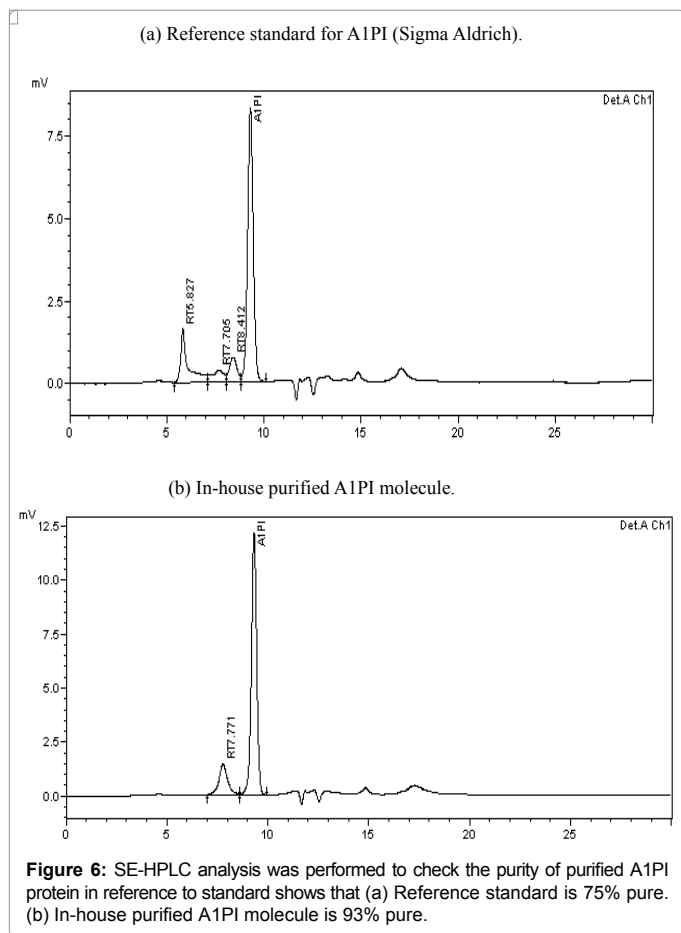 (a) Reference standard for A1PI (Sigma Aldrich).
mV
Det.A Ch1
7.5
5.0
2.5
0.0
RT5.827
RT7.705
RT8.412
A1PI
0 5 10 15 20 25
(b) In-house purified A1PI molecule.
mV
Det.A Ch1
12.5
10.0
7.5
5.0
2.5
0.0
RT7.771
A1PI
0 5 10 15 20 25
Figure 6: SE-HPLC analysis was performed to check the purity of purified A1PI
protein in reference to standard shows that (a) Reference standard is 75% pure.
(b) In-house purified A1PI molecule is 93% pure.